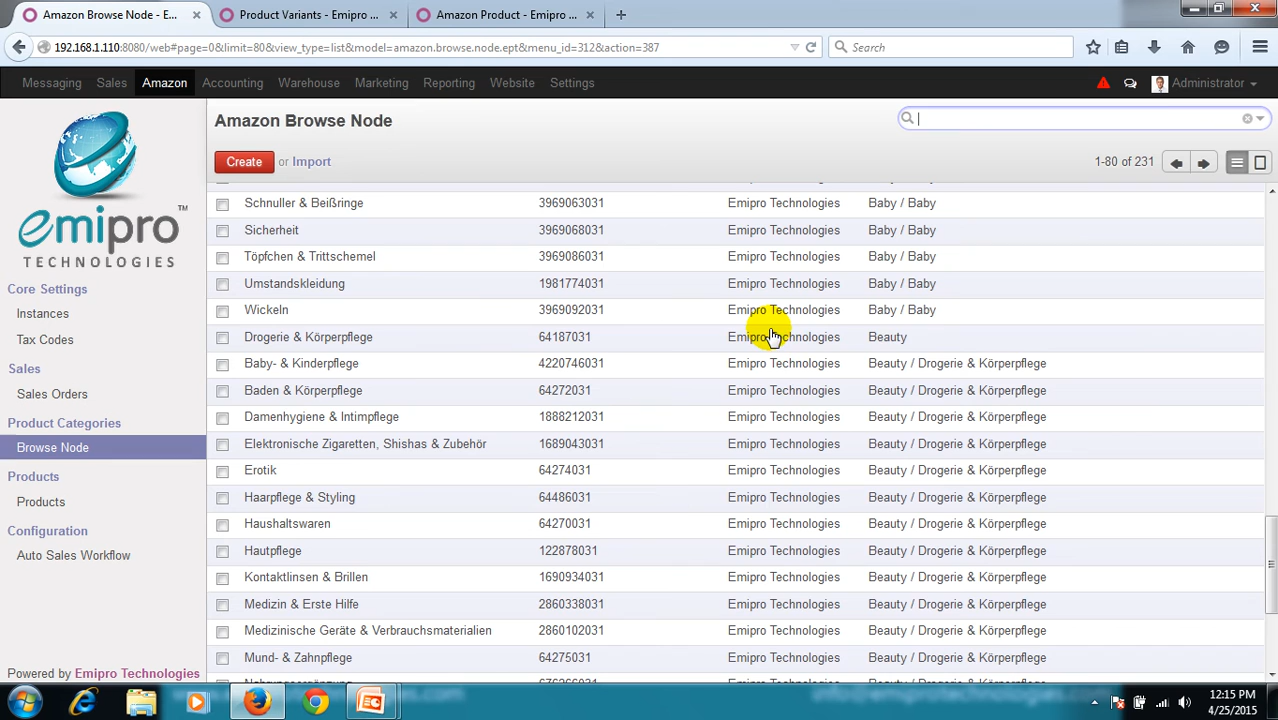 Amazon Browse Node - E...
Product Variants - Emipro ...
Amazon Product - Emipro ...
192.168.1.110:8080/web#page=0&limit=80&view_type=list&model=amazon.browse.node.ept&menu_id=312&action=387
Search
Messaging Sales Amazon Accounting Warehouse Marketing Reporting Website Settings
Administrator
Amazon Browse Node
Create or Import
1-80 of 231
emipro™
TECHNOLOGIES
Core Settings
Instances
Tax Codes
Sales
Sales Orders
Product Categories
Browse Node
Products
Products
Configuration
Auto Sales Workflow
Powered by Emipro Technologies
Schnuller & Beißringe 3969063031 Emipro Technologies Baby / Baby
Sicherheit 3969068031 Emipro Technologies Baby / Baby
Töpfchen & Trittschemel 3969086031 Emipro Technologies Baby / Baby
Umstandskleidung 1981774031 Emipro Technologies Baby / Baby
Wickeln 3969092031 Emipro Technologies Baby / Baby
Drogerie & Körperpflege 64187031 Emipro Technologies Beauty
Baby- & Kinderpflege 4220746031 Emipro Technologies Beauty / Drogerie & Körperpflege
Baden & Körperpflege 64272031 Emipro Technologies Beauty / Drogerie & Körperpflege
Damenhygiene & Intimpflege 1888212031 Emipro Technologies Beauty / Drogerie & Körperpflege
Elektronische Zigaretten, Shishas & Zubehör 1689043031 Emipro Technologies Beauty / Drogerie & Körperpflege
Erotik 64274031 Emipro Technologies Beauty / Drogerie & Körperpflege
Haarpflege & Styling 64486031 Emipro Technologies Beauty / Drogerie & Körperpflege
Haushaltswaren 64270031 Emipro Technologies Beauty / Drogerie & Körperpflege
Hautpflege 122878031 Emipro Technologies Beauty / Drogerie & Körperpflege
Kontaktlinsen & Brillen 1690934031 Emipro Technologies Beauty / Drogerie & Körperpflege
Medizin & Erste Hilfe 2860338031 Emipro Technologies Beauty / Drogerie & Körperpflege
Medizinische Geräte & Verbrauchsmaterialien 2860102031 Emipro Technologies Beauty / Drogerie & Körperpflege
Mund- & Zahnpflege 64275031 Emipro Technologies Beauty / Drogerie & Körperpflege
12:15 PM
4/25/2015